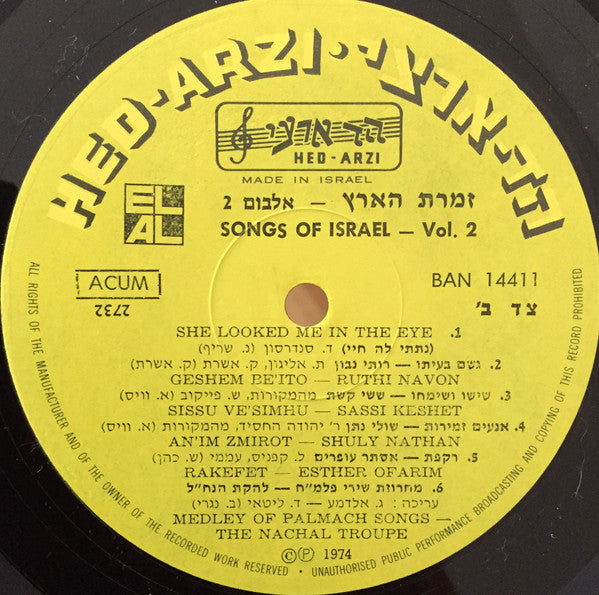 HED-ARZI · הד-ארצי
הד ארצי
HED-ARZI
MADE IN ISRAEL
זמרת הארץ – אלבום 2
EL AL
SONGS OF ISRAEL – Vol. 2
ACUM
2732
BAN 14411
צד ב'
SHE LOOKED ME IN THE EYE .1
(נתתי לה חיי) ד. סנדרסון (נ. שריף)
2. גשם בעיתו – רותי נבון ת. אליגון, ק. אשרת (ק. אשרת)
GESHEM BE'ITO – RUTHI NAVON
3. שישו ושימחו – ששי קשת מהמקורות, ש. פייקוב (א. וויס)
SISSU VE'SIMHU – SASSI KESHET
4. אנעים זמירות – שולי נתן ר' יהודה החסיד, מהמקורות (א. וויס)
AN'IM ZMIROT – SHULY NATHAN
5. רקפת – אסתר עופרים ל. קפניס, עממי (ש. כהן)
RAKEFET – ESTHER OFARIM
6. מחרוזת שירי פלמ"ח – להקת הנח"ל
עריכה: ג. אלדמע – ד. ליטאי (ב. נגרי)
MEDLEY OF PALMACH SONGS –
THE NACHAL TROUPE
©℗ 1974
ALL RIGHTS OF THE MANUFACTURER AND OF THE OWNER OF THE RECORDED WORK RESERVED • UNAUTHORISED PUBLIC PERFORMANCE BROADCASTING AND COPYING OF THIS RECORD PROHIBITED